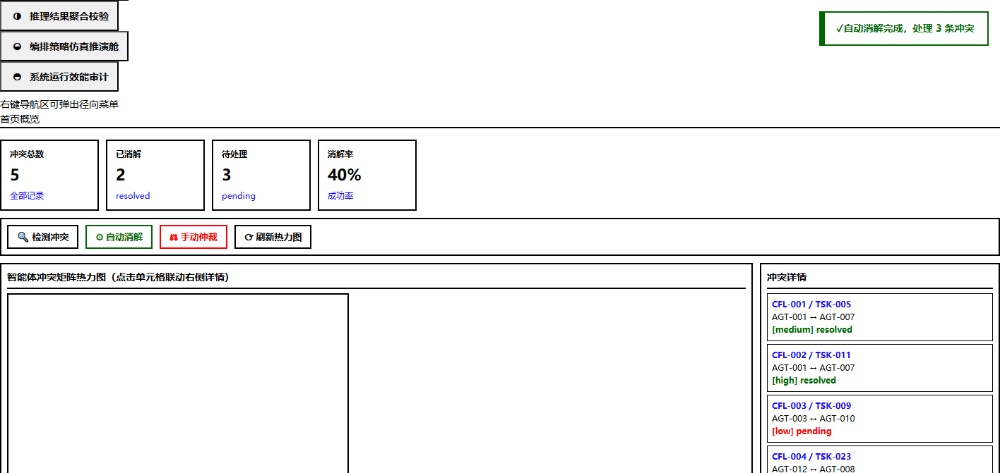 推理结果聚合校验
编排策略仿真推演舱
系统运行效能审计
✓自动消解完成，处理 3 条冲突
右键导航区可弹出径向菜单
首页概览
冲突总数
5
全部记录
已消解
2
resolved
待处理
3
pending
消解率
40%
成功率
检测冲突
自动消解
手动仲裁
刷新热力图
智能体冲突矩阵热力图（点击单元格联动右侧详情）
冲突详情
CFL-001 / TSK-005
AGT-001 ↔ AGT-007
[medium] resolved
CFL-002 / TSK-011
AGT-001 ↔ AGT-007
[high] resolved
CFL-003 / TSK-009
AGT-003 ↔ AGT-010
[low] pending
CFL-004 / TSK-023
AGT-012 ↔ AGT-008